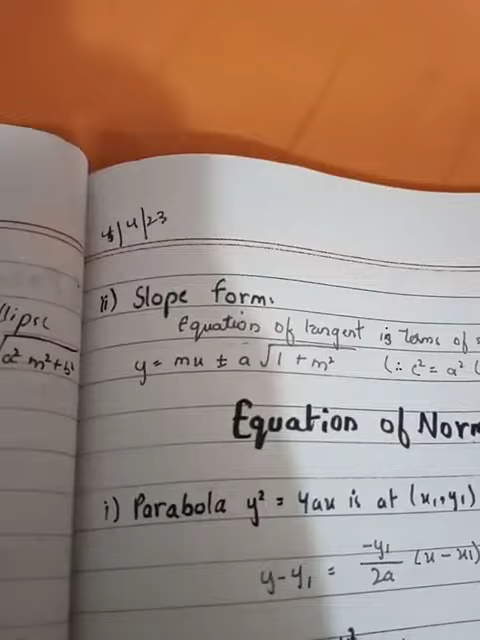 llipse
√a² m² + b²
4/4/23
ii) Slope form.
Equation of tangent is terms of
y = mx ± a √1 + m² (∴ c² = a² (
Equation of Norm
i) Parabola y² = 4ax is at (x₁, y₁)
y - y₁ = -y₁/2a (x - x₁)